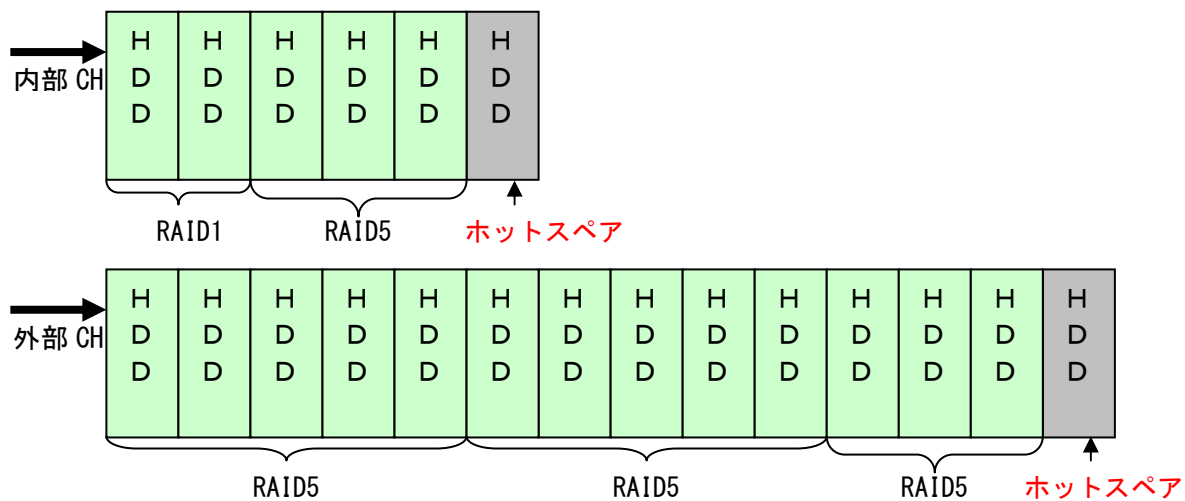 H H H H H H
D D D D D D
D D D D D D
内部 CH
RAID1 RAID5 ホットスペア
H H H H H H H H H H H H H H
D D D D D D D D D D D D D D
D D D D D D D D D D D D D D
外部 CH
RAID5 RAID5 RAID5 ホットスペア